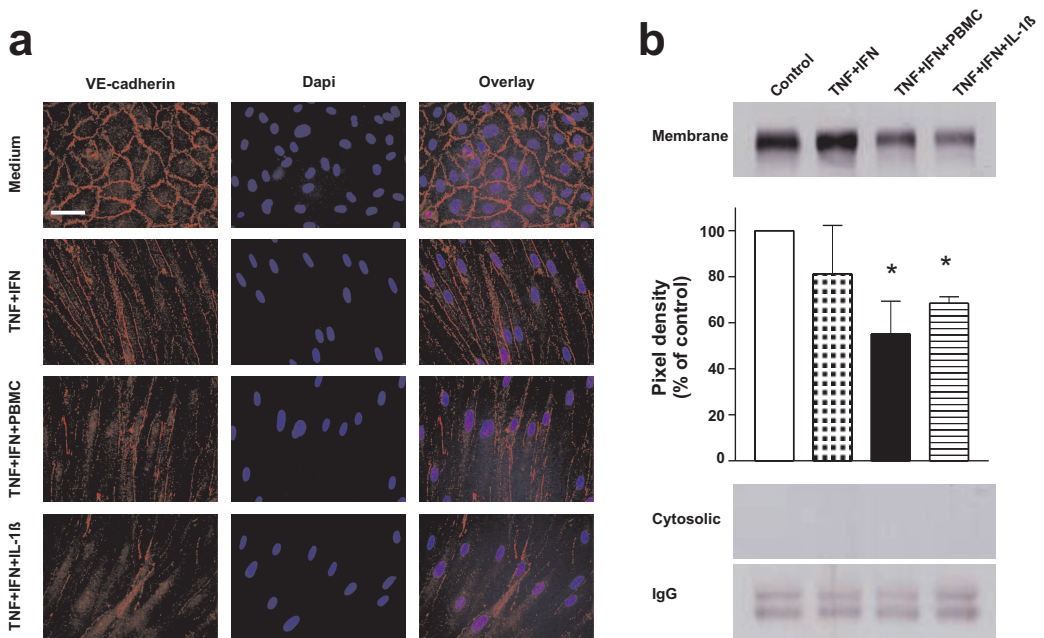 a
VE-cadherin
Dapi
Overlay
Medium
TNF+IFN
TNF+IFN+PBMC
TNF+IFN+IL-1ß
b
Control
TNF+IFN
TNF+IFN+PBMC
TNF+IFN+IL-1ß
Membrane
Pixel density
(% of control)
100
80
60
40
20
0
*
*
Cytosolic
IgG